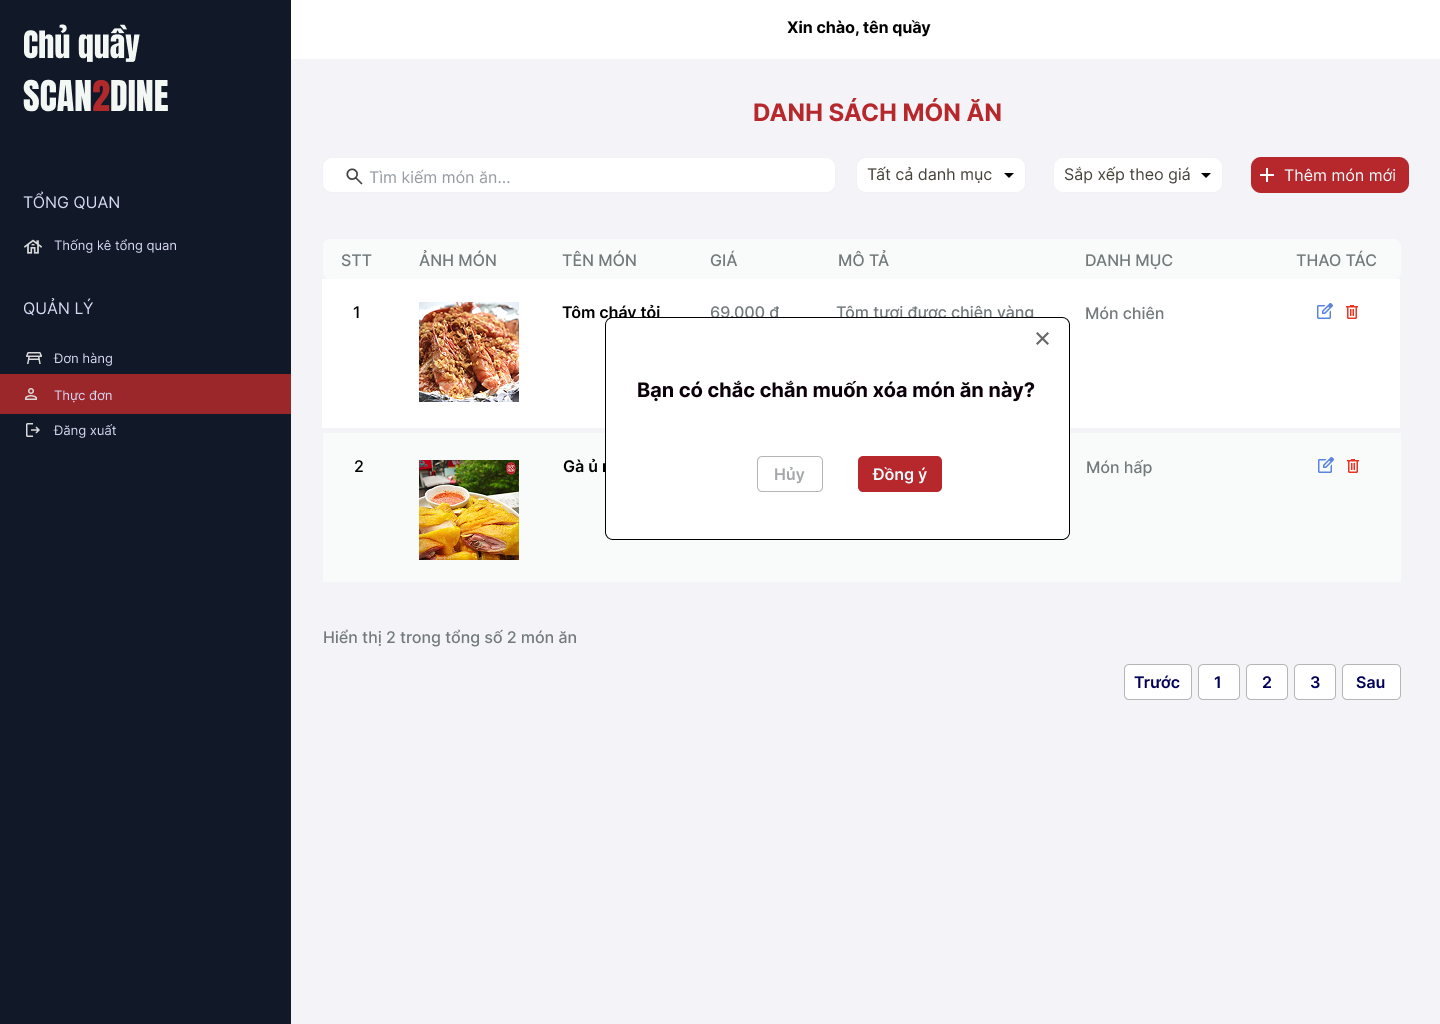 Chủ quầy
SCAN2DINE
Xin chào, tên quầy
TỔNG QUAN
Thống kê tổng quan
QUẢN LÝ
Đơn hàng
Thực đơn
Đăng xuất
DANH SÁCH MÓN ĂN
Tìm kiếm món ăn...
Tất cả danh mục
Sắp xếp theo giá
Thêm món mới
STT ẢNH MÓN TÊN MÓN GIÁ MÔ TẢ DANH MỤC THAO TÁC
1 Tôm cháy tỏi 69.000 đ Tôm tươi được chiên vàng Món chiên
Bạn có chắc chắn muốn xóa món ăn này?
Hủy Đồng ý
2 Gà ủ Món hấp
Hiển thị 2 trong tổng số 2 món ăn
Trước 1 2 3 Sau